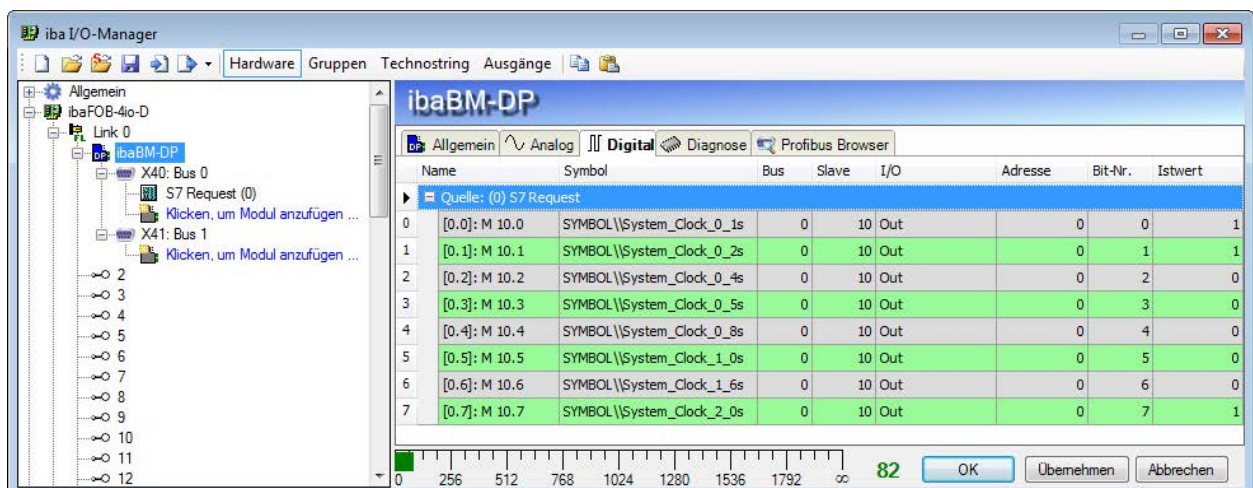 iba I/O-Manager
Hardware Gruppen Technostring Ausgänge
Allgemein
ibaFOB-4io-D
Link 0
ibaBM-DP
X40: Bus 0
S7 Request (0)
Klicken, um Modul anzufügen ...
X41: Bus 1
Klicken, um Modul anzufügen ...
2
3
4
5
6
7
8
9
10
11
12
ibaBM-DP
Allgemein Analog Digital Diagnose Profibus Browser
Name Symbol Bus Slave I/O Adresse Bit-Nr. Istwert
Quelle: (0) S7 Request
0 [0.0]: M 10.0 SYMBOL\\System_Clock_0_1s 0 10 Out 0 0 1
1 [0.1]: M 10.1 SYMBOL\\System_Clock_0_2s 0 10 Out 0 1 1
2 [0.2]: M 10.2 SYMBOL\\System_Clock_0_4s 0 10 Out 0 2 0
3 [0.3]: M 10.3 SYMBOL\\System_Clock_0_5s 0 10 Out 0 3 0
4 [0.4]: M 10.4 SYMBOL\\System_Clock_0_8s 0 10 Out 0 4 0
5 [0.5]: M 10.5 SYMBOL\\System_Clock_1_0s 0 10 Out 0 5 0
6 [0.6]: M 10.6 SYMBOL\\System_Clock_1_6s 0 10 Out 0 6 0
7 [0.7]: M 10.7 SYMBOL\\System_Clock_2_0s 0 10 Out 0 7 1
0 256 512 768 1024 1280 1536 1792 ∞ 82 OK Übernehmen Abbrechen